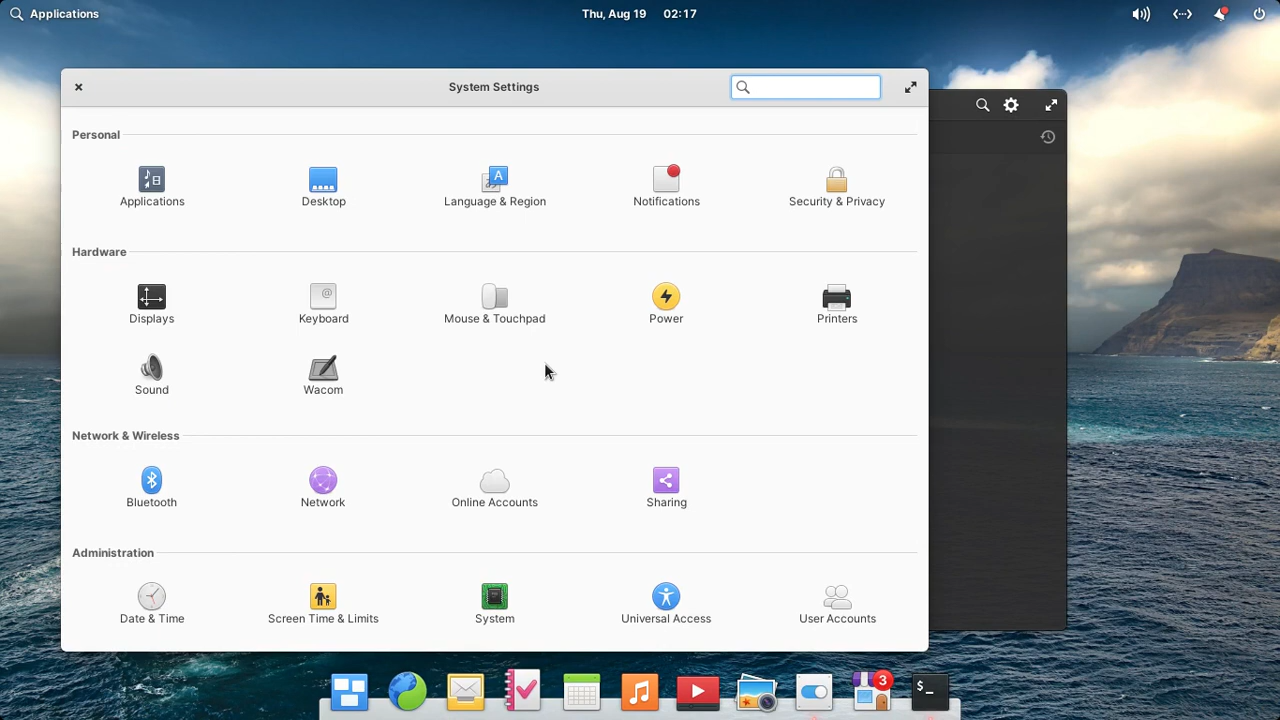 Applications Thu, Aug 19 02:17
System Settings
Personal
Applications Desktop Language & Region Notifications Security & Privacy
Hardware
Displays Keyboard Mouse & Touchpad Power Printers
Sound Wacom
Network & Wireless
Bluetooth Network Online Accounts Sharing
Administration
Date & Time Screen Time & Limits System Universal Access User Accounts
3
$_